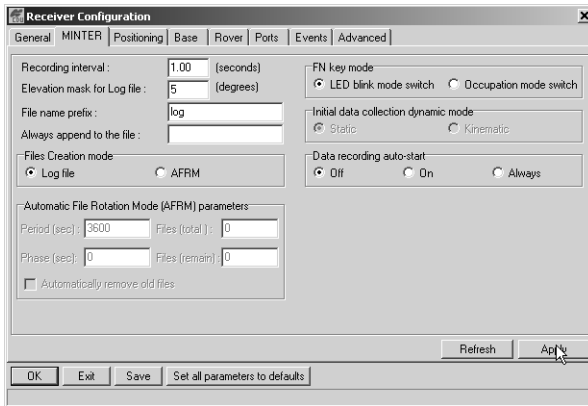 Receiver Configuration
General MINTER Positioning Base Rover Ports Events Advanced
Recording interval : 1.00 (seconds)
Elevation mask for Log file : 5 (degrees)
File name prefix : log
Always append to the file :
Files Creation mode
Log file AFRM
Automatic File Rotation Mode (AFRM) parameters
Period (sec) : 3600 Files (total ) : 0
Phase (sec): 0 Files (remain) : 0
Automatically remove old files
FN key mode
LED blink mode switch Occupation mode switch
Initial data collection dynamic mode
Static Kinematic
Data recording auto-start
Off On Always
Refresh Apply
OK Exit Save Set all parameters to defaults